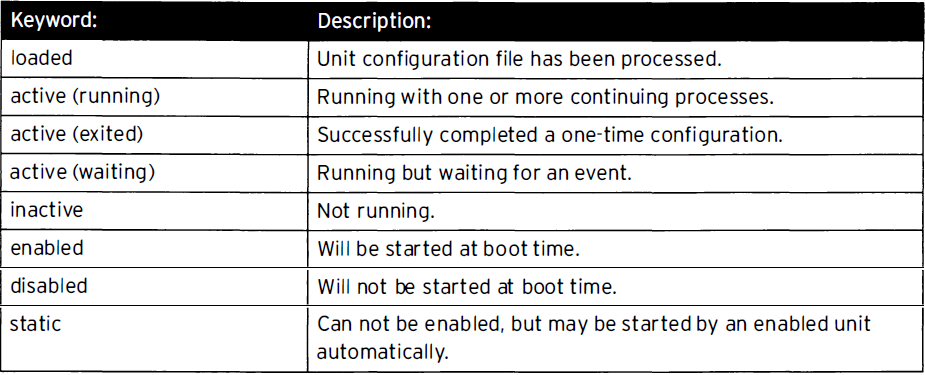 Keyword: Description:
loaded Unit configuration file has been processed.
active (running) Running with one or more continuing processes.
active (exited) Successfully completed a one-time configuration.
active (waiting) Running but waiting for an event.
inactive Not running.
enabled Will be started at boot time.
disabled Will not be started at boot time.
static Can not be enabled, but may be started by an enabled unit
automatically.